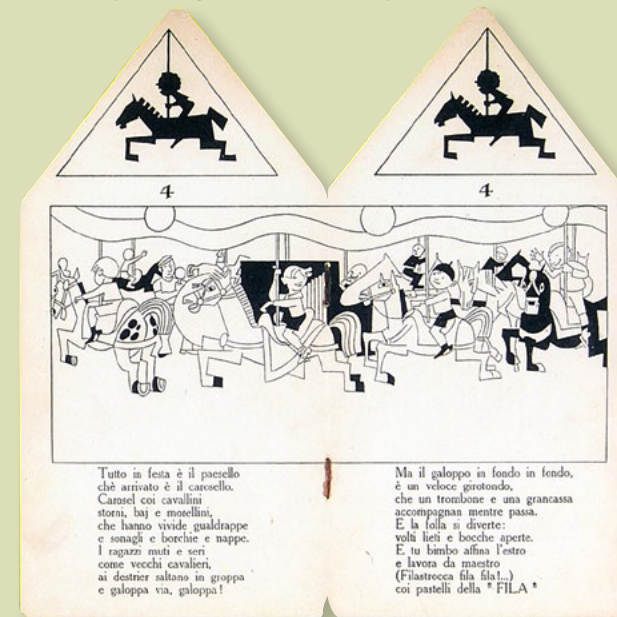 4
4
Tutto in festa è il paesello
chè arrivato è il carosello.
Carosel coi cavallini
storni, baj e morellini,
che hanno vivide gualdrappe
e sonagli e borchie e nappe.
I ragazzi muti e seri
come vecchi cavalieri,
ai destrier saltano in groppa
e galoppa via, galoppa!
Ma il galoppo in fondo in fondo,
è un veloce girotondo,
che un trombone e una grancassa
accompagnan mentre passa.
E la folla si diverte:
volti lieti e bocche aperte.
E tu bimbo affina l'estro
e lavora da maestro
(Filastrocca fila fila!...)
coi pastelli della " FILA "